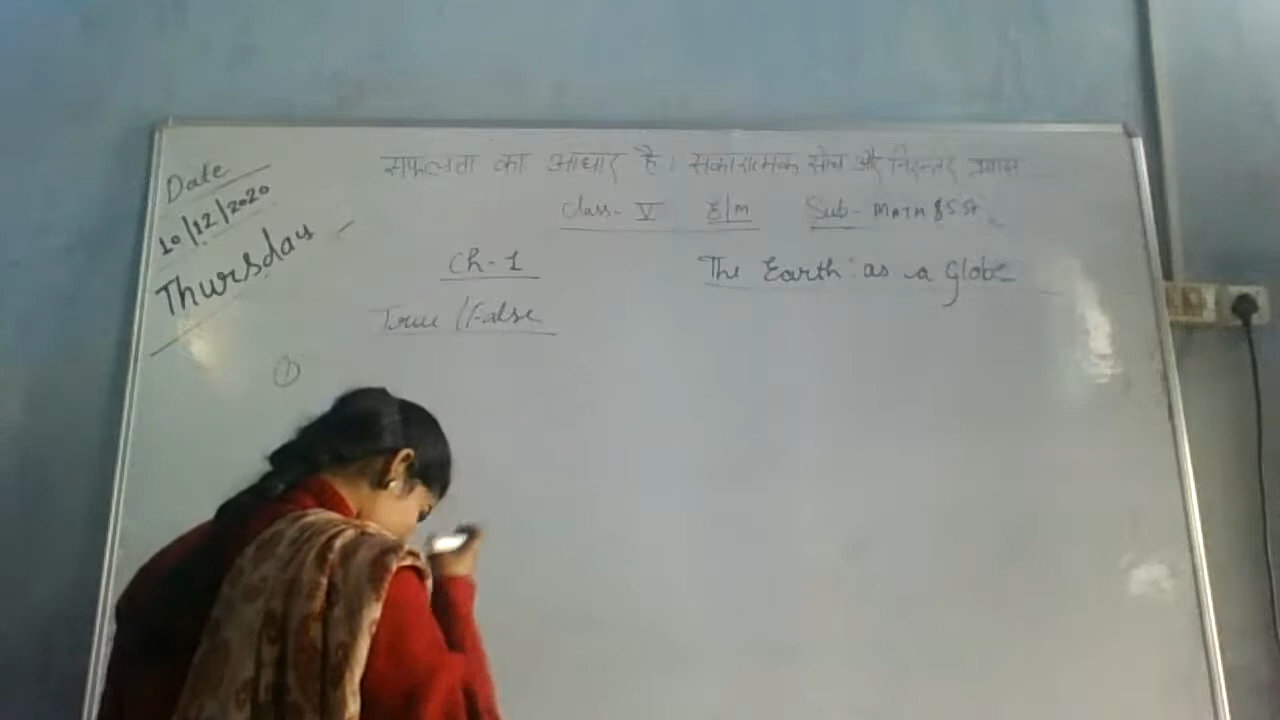 Date
10/12/2020
Thursday
सफलता का आधार है। सकारात्मक सोच और निरन्तर प्रयास
Class- V E/m Sub- MATH & S.St
Ch-1 The Earth as a Globe
True/False
①